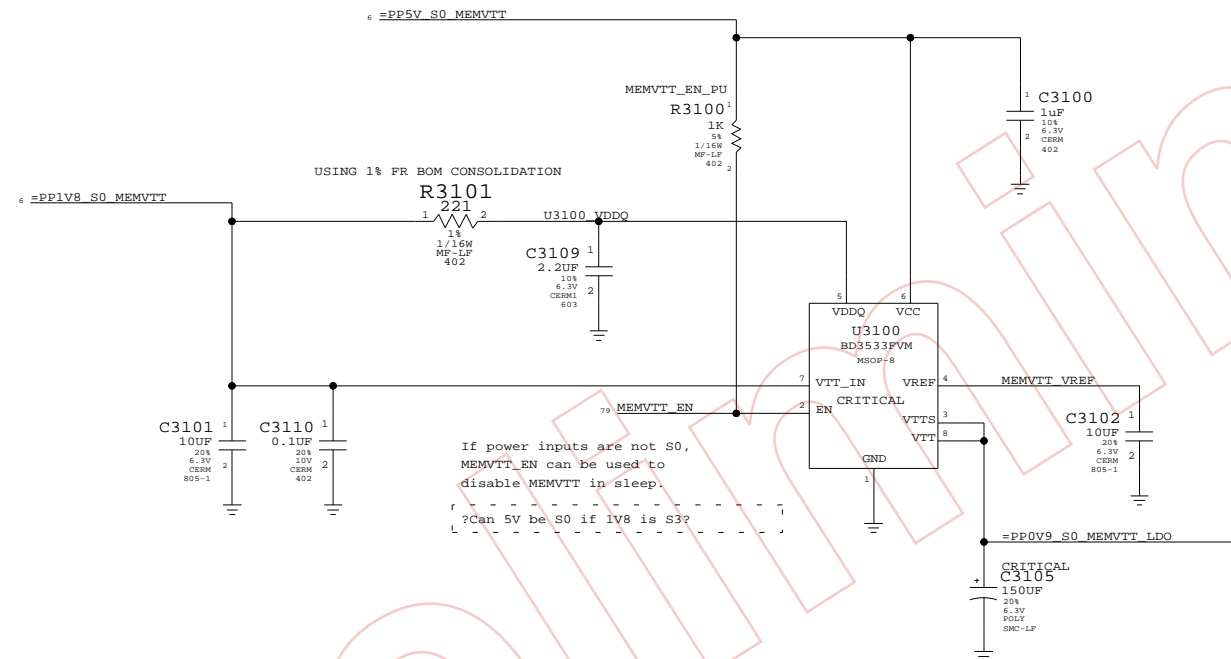 6 =PP5V_S0_MEMVTT
MEMVTT_EN_PU
R3100 1
1K
5%
1/16W
MF-LF
402
2
1 C3100
1uF
10%
6.3V
2 CERM
402
USING 1% FR BOM CONSOLIDATION
R3101
221
1 2
1%
1/16W
MF-LF
402
6 =PP1V8_S0_MEMVTT
U3100_VDDQ
C3109 1
2.2UF
10%
6.3V
CERM1
603
2
5 6
VDDQ VCC
U3100
BD3533FVM
MSOP-8
7 VTT_IN VREF 4 MEMVTT_VREF
CRITICAL
79 MEMVTT_EN 2 EN
VTTS 3
VTT 8
GND
1
C3101 1
10UF
20%
6.3V
CERM
805-1
2
C3110 1
0.1UF
20%
10V
CERM
402
2
C3102 1
10UF
20%
6.3V
CERM
805-1
2
If power inputs are not S0,
MEMVTT_EN can be used to
disable MEMVTT in sleep.
?Can 5V be S0 if 1V8 is S3?
=PP0V9_S0_MEMVTT_LDO
CRITICAL
+ C3105
150UF
20%
6.3V
POLY
SMC-LF